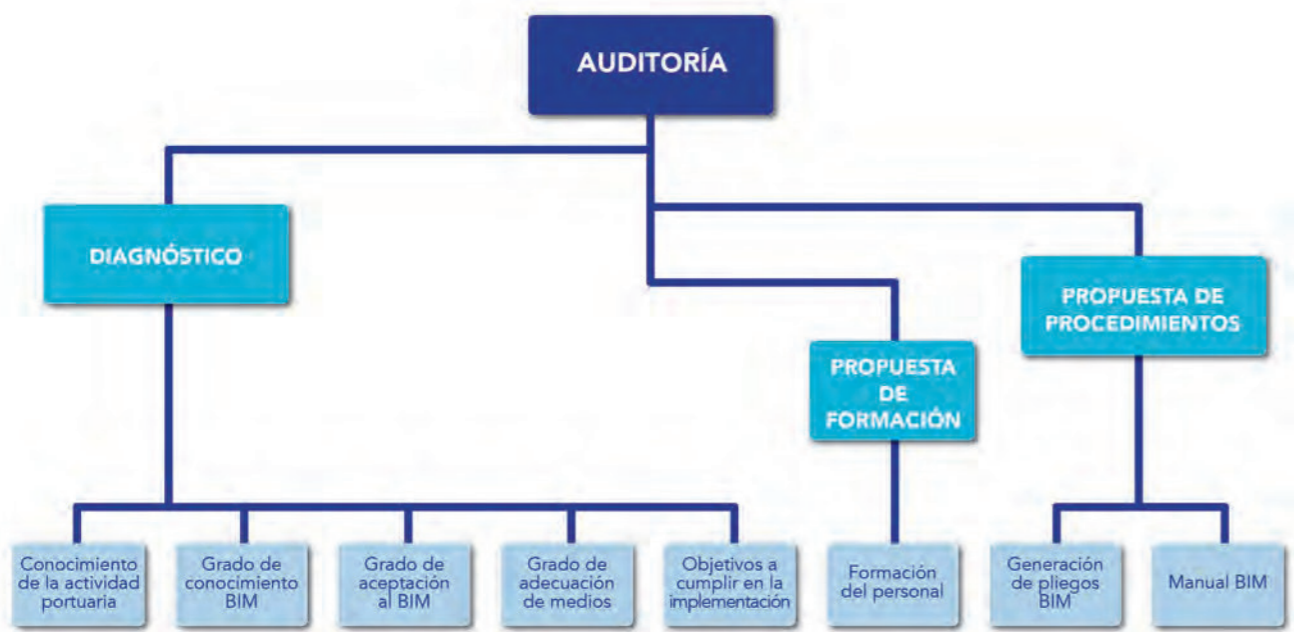 AUDITORÍA
DIAGNÓSTICO
PROPUESTA DE
PROCEDIMIENTOS
PROPUESTA
DE
FORMACIÓN
Conocimiento
de la actividad
portuaria
Grado de
conocimiento
BIM
Grado de
aceptación
al BIM
Grado de
adecuación
de medios
Objetivos a
cumplir en la
implementación
Formación
del personal
Generación
de pliegos
BIM
Manual BIM